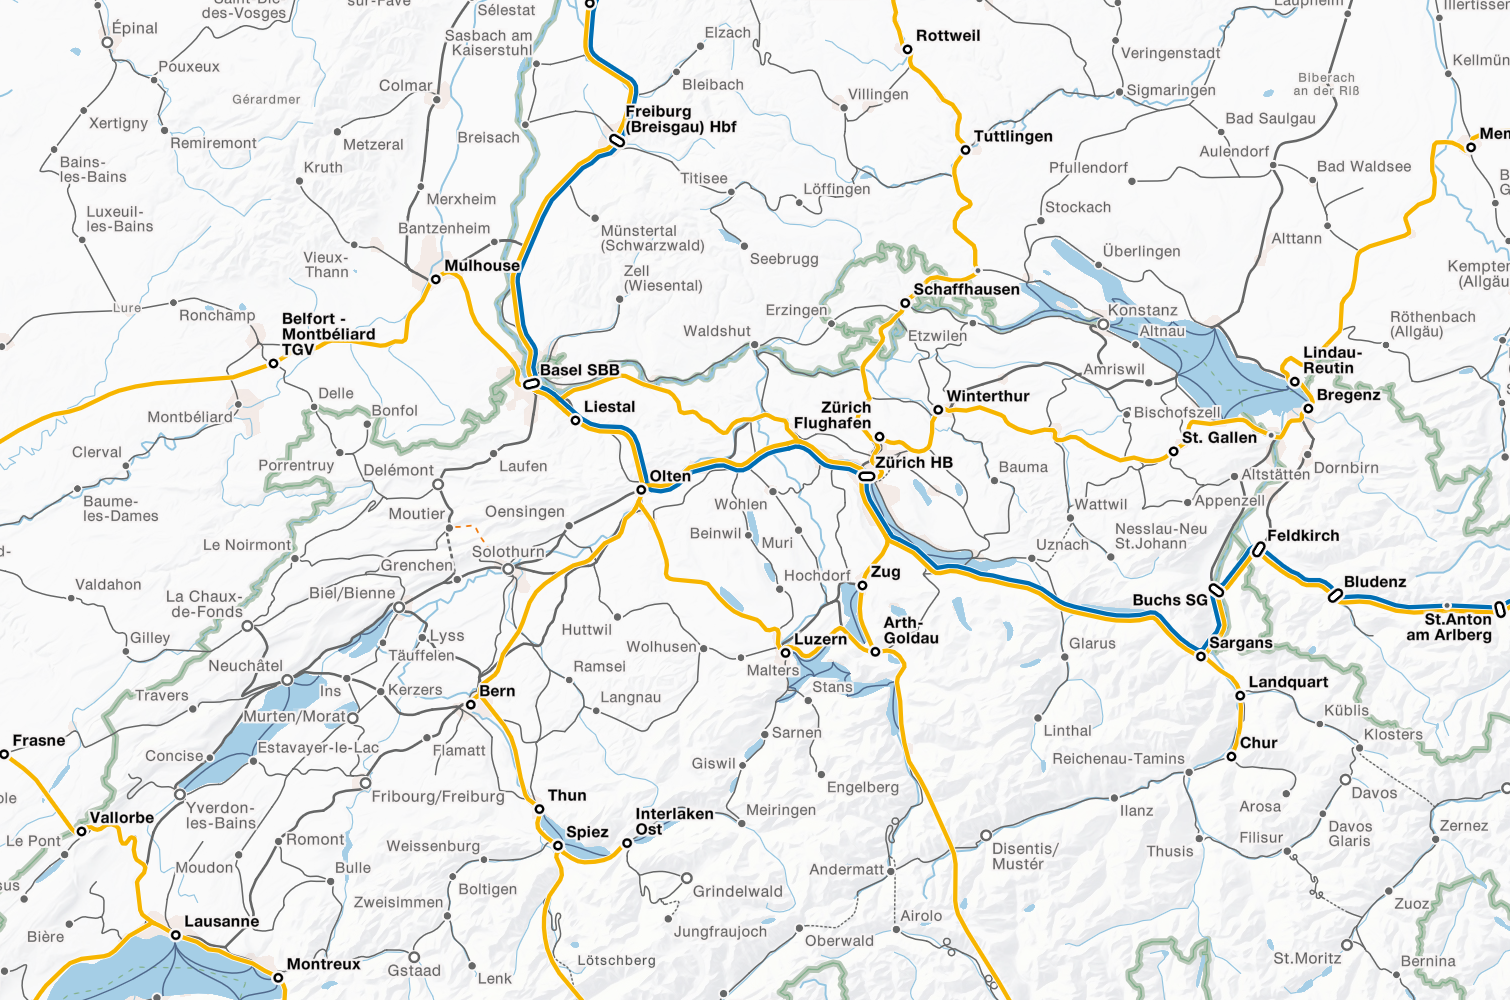 Saint-Dié-
des-Vosges
sur-Fave
Sélestat
Laupheim
Illertissen
Épinal
Sasbach am
Kaiserstuhl
Elzach
Rottweil
Veringenstadt
Kellmün
Pouxeux
Gérardmer
Colmar
Bleibach
Villingen
Sigmaringen
Biberach
an der Riß
Xertigny
Remiremont
Metzeral
Breisach
Freiburg
(Breisgau) Hbf
Tuttlingen
Bad Saulgau
Men
Bains-
les-Bains
Kruth
Titisee
Löffingen
Pfullendorf
Aulendorf
Bad Waldsee
Merxheim
Stockach
Luxeuil-
les-Bains
Bantzenheim
Münstertal
(Schwarzwald)
Seebrugg
Überlingen
Alttann
Vieux-
Thann
Mulhouse
Zell
(Wiesental)
Kempten
(Allgäu
Lure
Ronchamp
Belfort -
Montbéliard
TGV
Schaffhausen
Erzingen
Waldshut
Etzwilen
Konstanz
Altnau
Röthenbach
(Allgäu)
Basel SBB
Amriswil
Lindau-
Reutin
Delle
Montbéliard
Bonfol
Liestal
Zürich
Flughafen
Winterthur
Bischofszell
Bregenz
Clerval
Porrentruy
Delémont
Laufen
Olten
Zürich HB
St. Gallen
Bauma
Altstätten
Dornbirn
Baume-
les-Dames
Moutier
Oensingen
Wohlen
Wattwil
Appenzell
Le Noirmont
Solothurn
Beinwil
Muri
Uznach
Nesslau-Neu
St.Johann
Feldkirch
Valdahon
Grenchen
Hochdorf
Zug
Bludenz
La Chaux-
de-Fonds
Biel/Bienne
Buchs SG
St.Anton
am Arlberg
Gilley
Lyss
Huttwil
Wolhusen
Luzern
Arth-
Goldau
Glarus
Sargans
Neuchâtel
Täuffelen
Ramsei
Malters
Travers
Ins
Kerzers
Bern
Langnau
Stans
Landquart
Murten/Morat
Küblis
Frasne
Concise
Estavayer-le-Lac
Flamatt
Sarnen
Linthal
Chur
Klosters
Giswil
Reichenau-Tamins
Engelberg
Davos
Yverdon-
les-Bains
Fribourg/Freiburg
Thun
Meiringen
Ilanz
Arosa
Vallorbe
Interlaken
Ost
Davos
Glaris
Zernez
Le Pont
Romont
Spiez
Weissenburg
Filisur
Moudon
Bulle
Disentis/
Mustér
Thusis
Boltigen
Grindelwald
Andermatt
Zweisimmen
Zuoz
Lausanne
Jungfraujoch
Airolo
Bière
Oberwald
Montreux
Gstaad
Lenk
Lötschberg
St.Moritz
Bernina